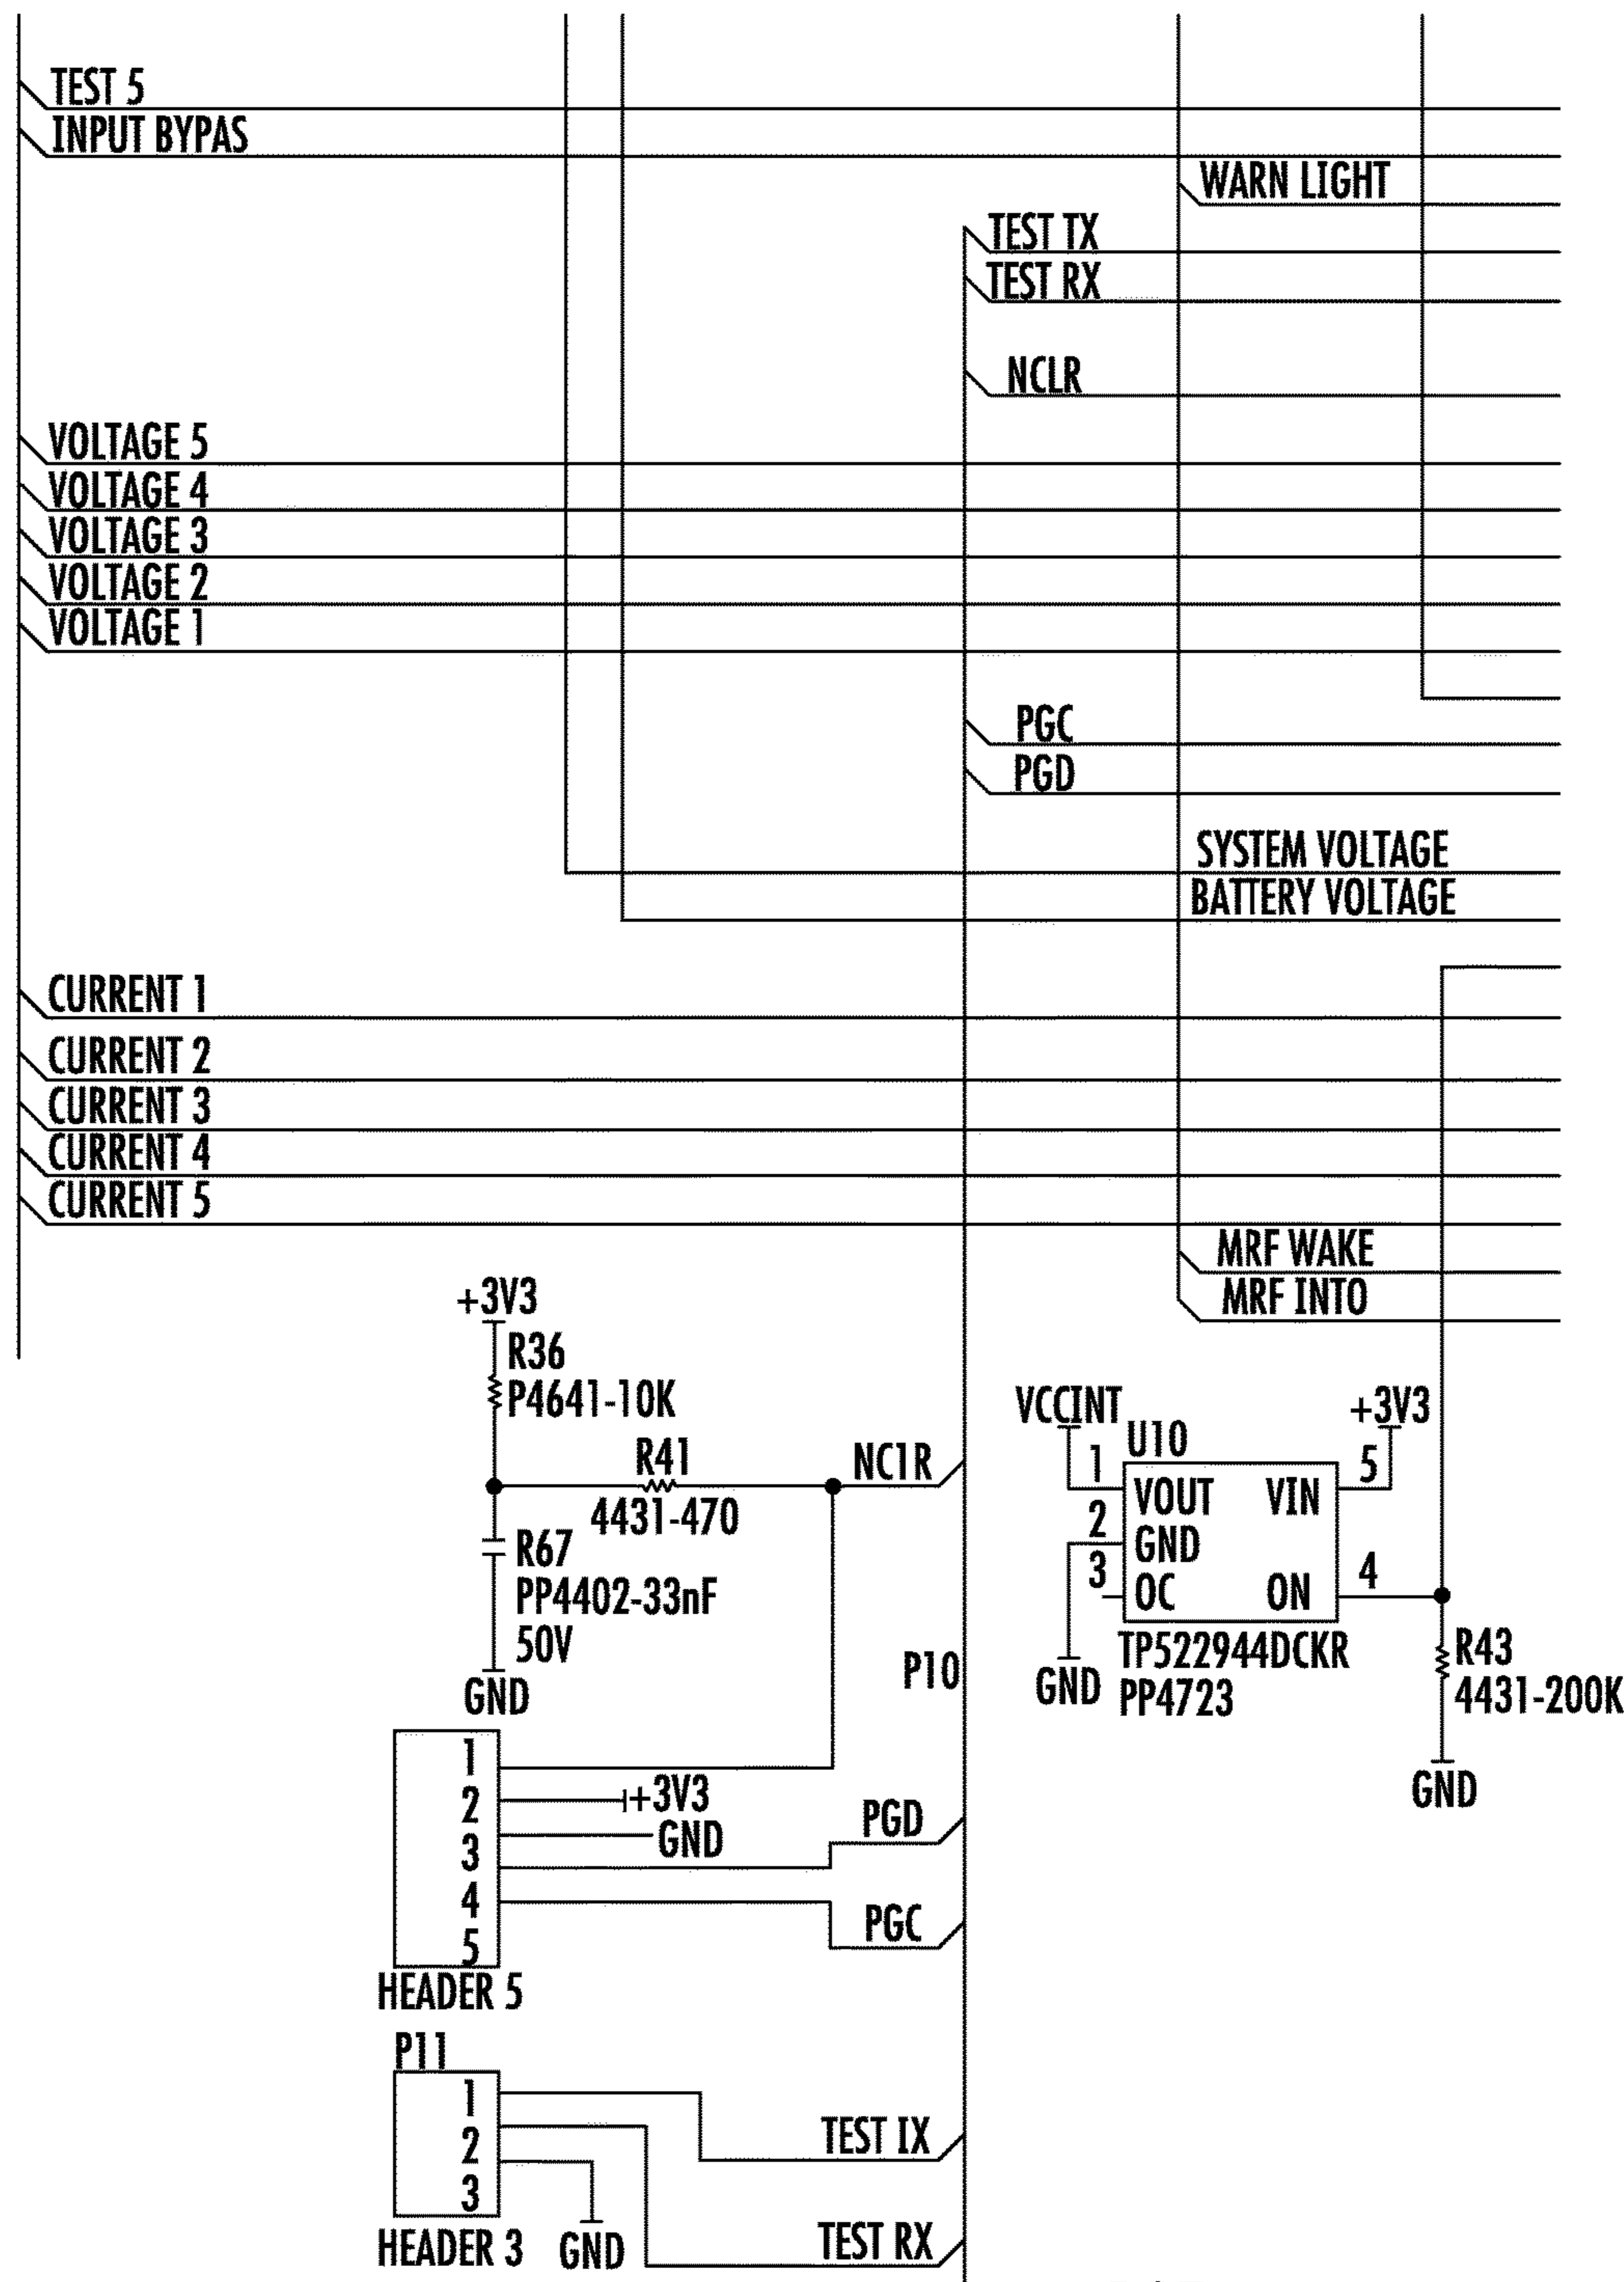 TEST 5
INPUT BYPAS
WARN LIGHT
TEST TX
TEST RX
NCLR
VOLTAGE 5
VOLTAGE 4
VOLTAGE 3
VOLTAGE 2
VOLTAGE 1
PGC
PGD
SYSTEM VOLTAGE
BATTERY VOLTAGE
CURRENT 1
CURRENT 2
CURRENT 3
CURRENT 4
CURRENT 5
MRF WAKE
MRF INTO
+3V3
R36
P4641-10K
R41
4431-470
NC1R
R67
PP4402-33nF
50V
GND
P10
VCCINT
U10
+3V3
1
2
3
VOUT
GND
OC
VIN
ON
5
4
GND
TP522944DCKR
PP4723
R43
4431-200K
GND
1
2
3
4
5
+3V3
GND
PGD
PGC
HEADER 5
P11
1
2
3
TEST IX
TEST RX
HEADER 3
GND